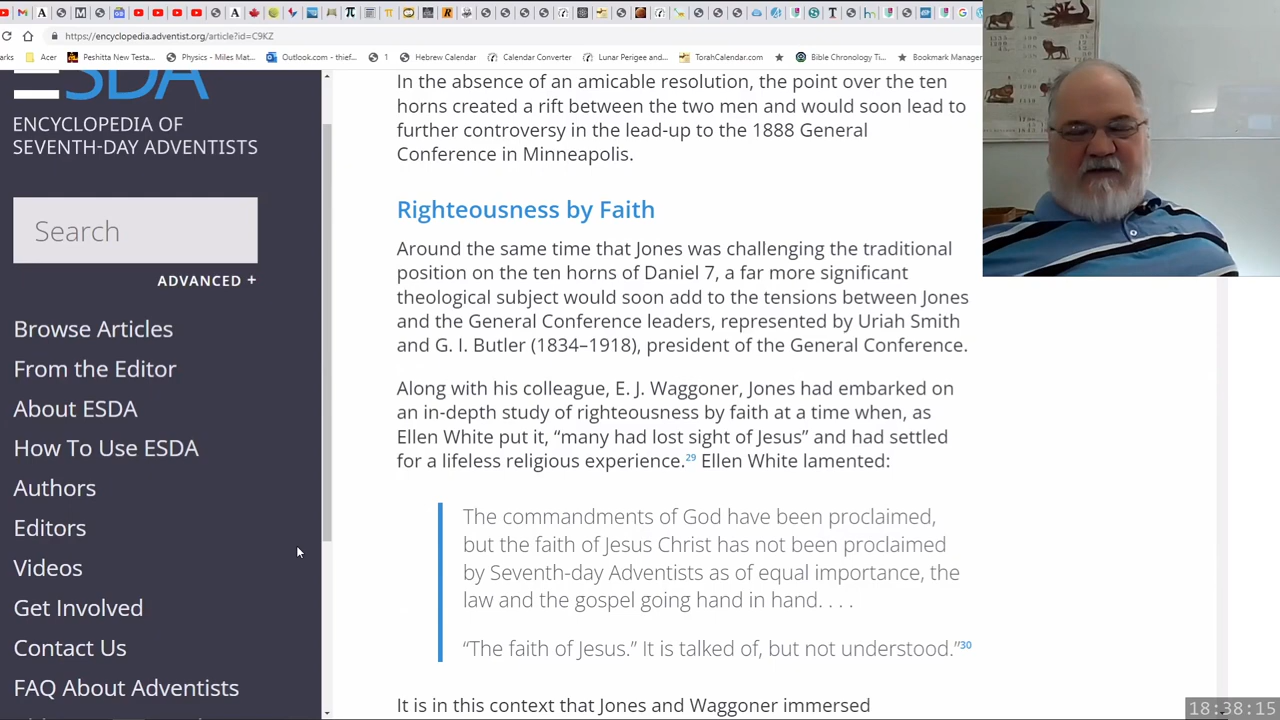 https://encyclopedia.adventist.org/article?id=C9KZ
arks Acer Peshitta New Testa... Physics - Miles Mat... Outlook.com - thief... Hebrew Calendar Calendar Converter Lunar Perigee and... TorahCalendar.com Bible Chronology Ti... Bookmark Manager
ESDA
ENCYCLOPEDIA OF
SEVENTH-DAY ADVENTISTS
Search
ADVANCED +
Browse Articles
From the Editor
About ESDA
How To Use ESDA
Authors
Editors
Videos
Get Involved
Contact Us
FAQ About Adventists
In the absence of an amicable resolution, the point over the ten
horns created a rift between the two men and would soon lead to
further controversy in the lead-up to the 1888 General
Conference in Minneapolis.
Righteousness by Faith
Around the same time that Jones was challenging the traditional
position on the ten horns of Daniel 7, a far more significant
theological subject would soon add to the tensions between Jones
and the General Conference leaders, represented by Uriah Smith
and G. I. Butler (1834–1918), president of the General Conference.
Along with his colleague, E. J. Waggoner, Jones had embarked on
an in-depth study of righteousness by faith at a time when, as
Ellen White put it, “many had lost sight of Jesus” and had settled
for a lifeless religious experience.29 Ellen White lamented:
The commandments of God have been proclaimed,
but the faith of Jesus Christ has not been proclaimed
by Seventh-day Adventists as of equal importance, the
law and the gospel going hand in hand. . . .
“The faith of Jesus.” It is talked of, but not understood.”30
It is in this context that Jones and Waggoner immersed
18:38:15